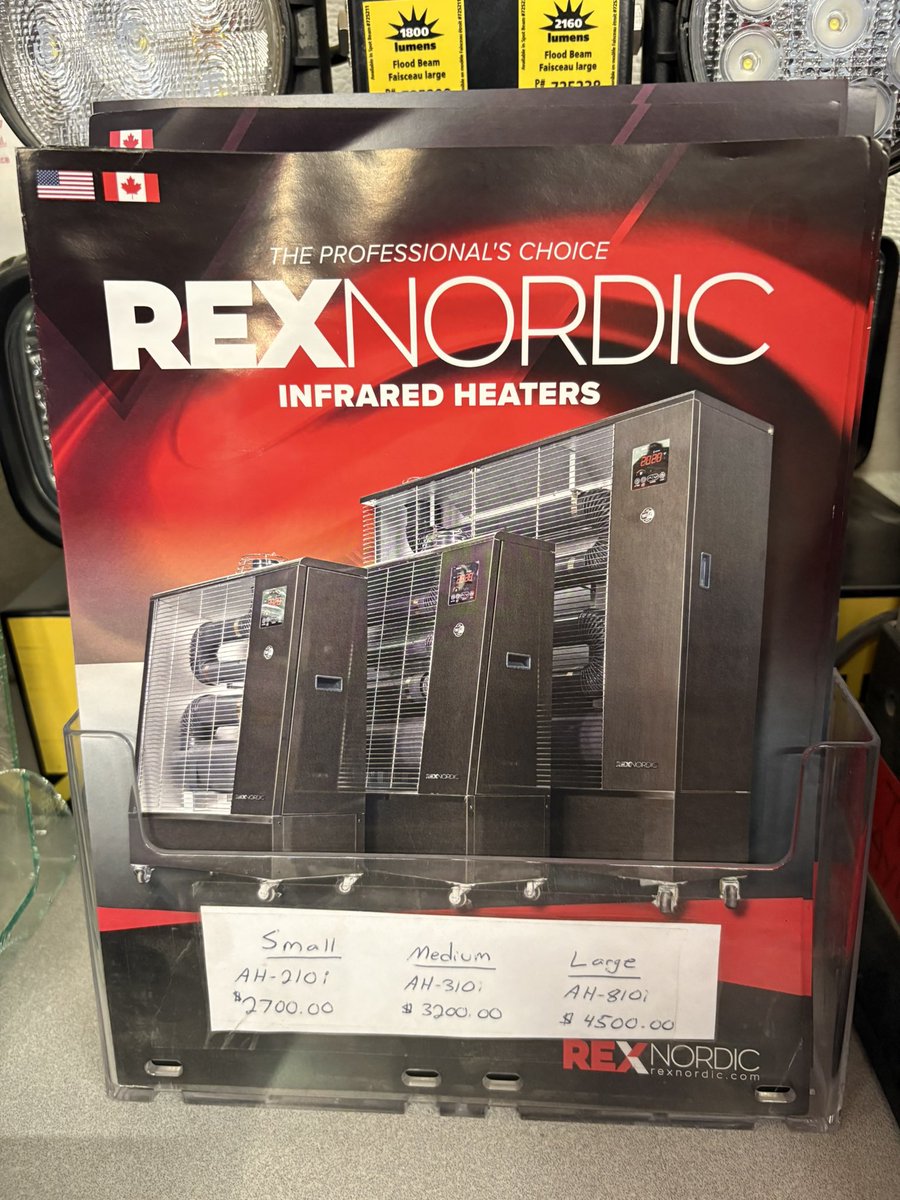 1800
lumens
Flood Beam
Faisceau large
2160
lumens
Flood Beam
Faisceau large
P# 725238
THE PROFESSIONAL'S CHOICE
REXNORDIC
INFRARED HEATERS
REXNORDIC
REXNORDIC
REXNORDIC
Small
AH-210i
$2700.00
Medium
AH-310i
$3200.00
Large
AH-810i
$4500.00
REXNORDIC
rexnordic.com